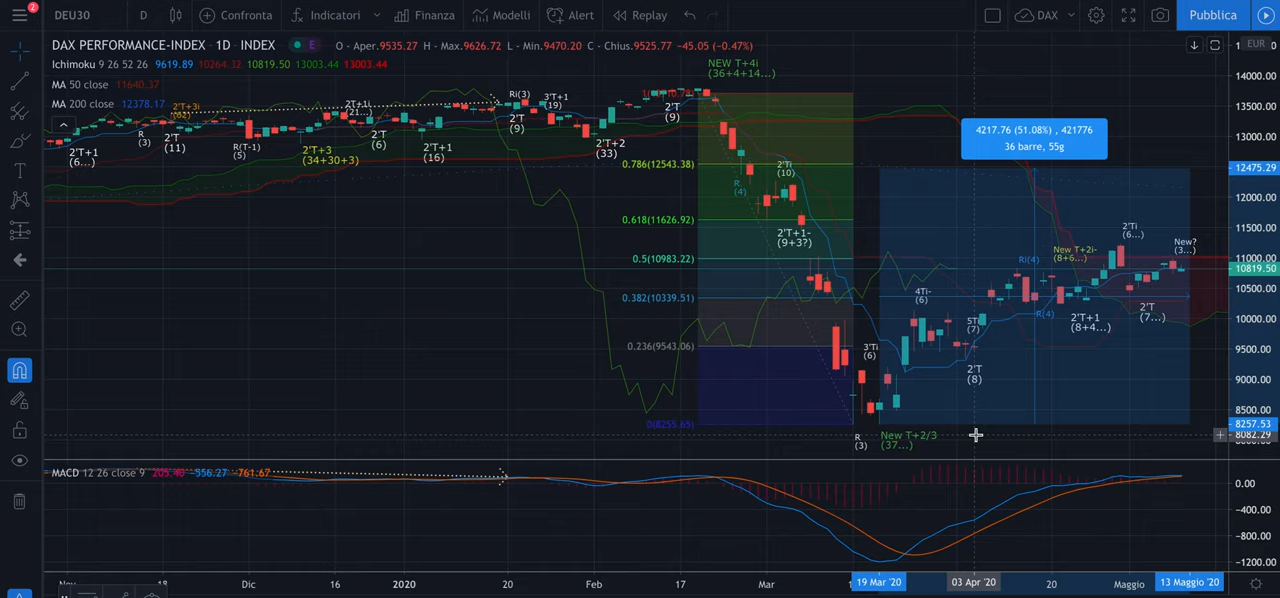 2
DEU30 D Confronta Indicatori Finanza Modelli Alert Replay DAX Pubblica
DAX PERFORMANCE-INDEX · 1D · INDEX E O - Aper.9535.27 H - Max.9626.72 L - Min.9470.20 C - Chius.9525.77 -45.05 (-0.47%)
EUR
Ichimoku 9 26 52 26 9619.89 10264.32 10819.50 13003.44 13003.44
MA 50 close 11640.37
MA 200 close 12378.17
NEW T+4i
(36+4+14...)
2'T+3i
(62)
2'T+1i
(21...)
Ri(3)
(9)
3'T+1
(19)
2'T
(9)
2'T+1
(6...)
R
(3)
2'T
(11)
R(T-1)
(5)
2'T+3
(34+30+3)
2'T
(6)
2'T+1
(16)
2'T
2'T+2
(33)
0.786(12543.38)
0.618(11626.92)
0.5(10983.22)
0.382(10339.51)
0.236(9543.06)
0(8255.65)
R
(4)
2'Ti
(10)
2'T+1-
(9+3?)
4217.76 (51.08%) , 421776
36 barre, 55g
3'Ti
(6)
4Ti-
(6)
5Ti
(7)
2'T
(8)
Ri(4)
R(4)
New T+2i-
(8+6...)
2'T+1
(8+4...)
2'Ti
(6...)
2'T
(7...)
New?
(3...)
R
(3)
New T+2/3
(37...)
14000.00
13500.00
13000.00
12475.29
12000.00
11500.00
11000.00
10819.50
10500.00
10000.00
9500.00
9000.00
8500.00
8257.53
8082.29
MACD 12 26 close 9 205.40 -556.27 -761.67
0.00
-400.00
-800.00
-1200.00
Nov 18 Dic 16 2020 20 Feb 17 Mar 19 Mar '20 03 Apr '20 20 Maggio 13 Maggio '20